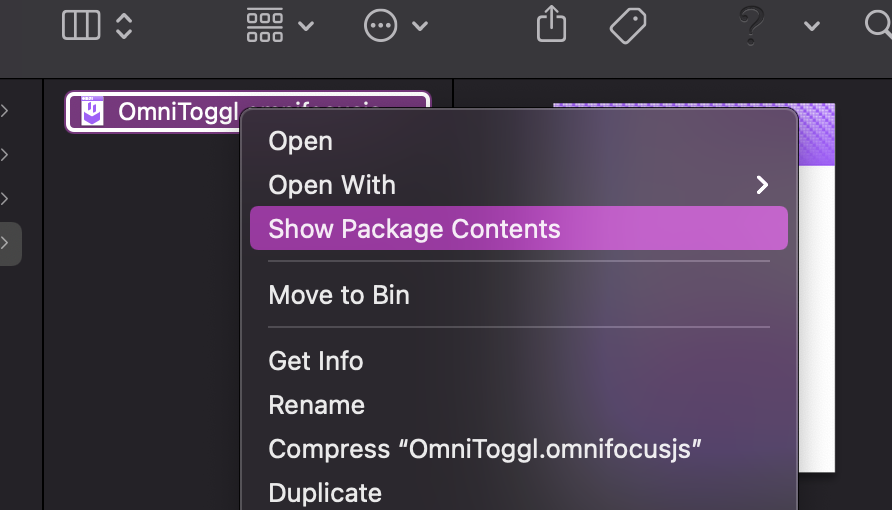 OmniToggl.omnifocusjs
Open
Open With
Show Package Contents
Move to Bin
Get Info
Rename
Compress “OmniToggl.omnifocusjs”
Duplicate